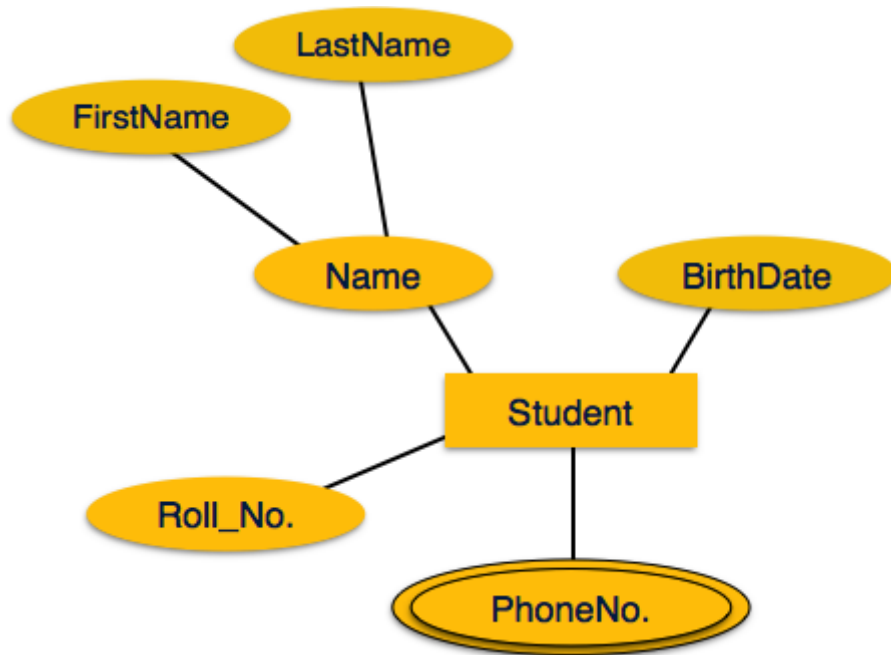 LastName
FirstName
Name
BirthDate
Student
Roll_No.
PhoneNo.